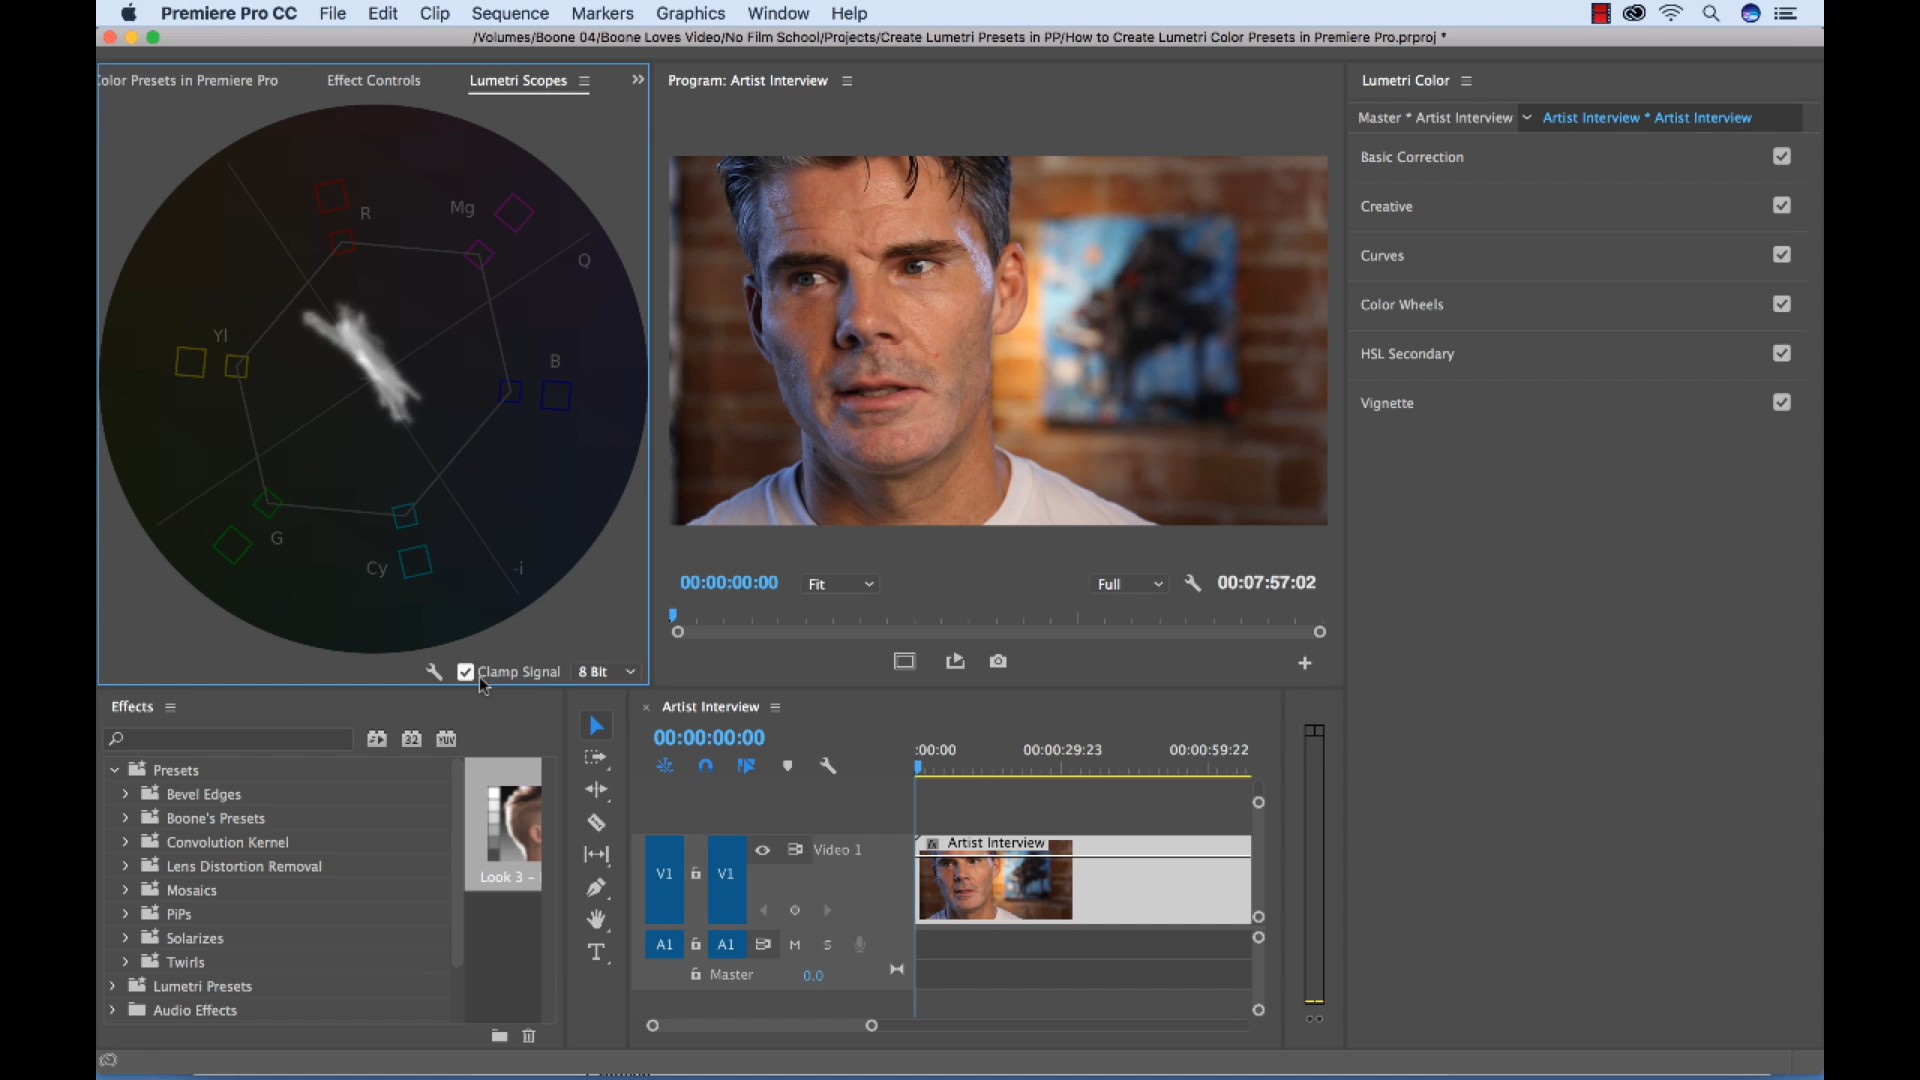 Premiere Pro CC File Edit Clip Sequence Markers Graphics Window Help
/Volumes/Boone 04/Boone Loves Video/No Film School/Projects/Create Lumetri Presets in PP/How to Create Lumetri Color Presets in Premiere Pro.prproj *
Color Presets in Premiere Pro Effect Controls Lumetri Scopes
R
Mg
Q
Yl
B
G
Cy
-i
Clamp Signal 8 Bit
Program: Artist Interview
00:00:00:00 Fit Full 00:07:57:02
Lumetri Color
Master * Artist Interview Artist Interview * Artist Interview
Basic Correction
Creative
Curves
Color Wheels
HSL Secondary
Vignette
Effects
32 YUV
Presets
Bevel Edges
Boone's Presets
Convolution Kernel
Lens Distortion Removal
Mosaics
PiPs
Solarizes
Twirls
Lumetri Presets
Audio Effects
Look 3 –
Artist Interview
00:00:00:00
:00:00 00:00:29:23 00:00:59:22
V1 V1 Video 1
fx Artist Interview
A1 A1 M S
Master 0.0